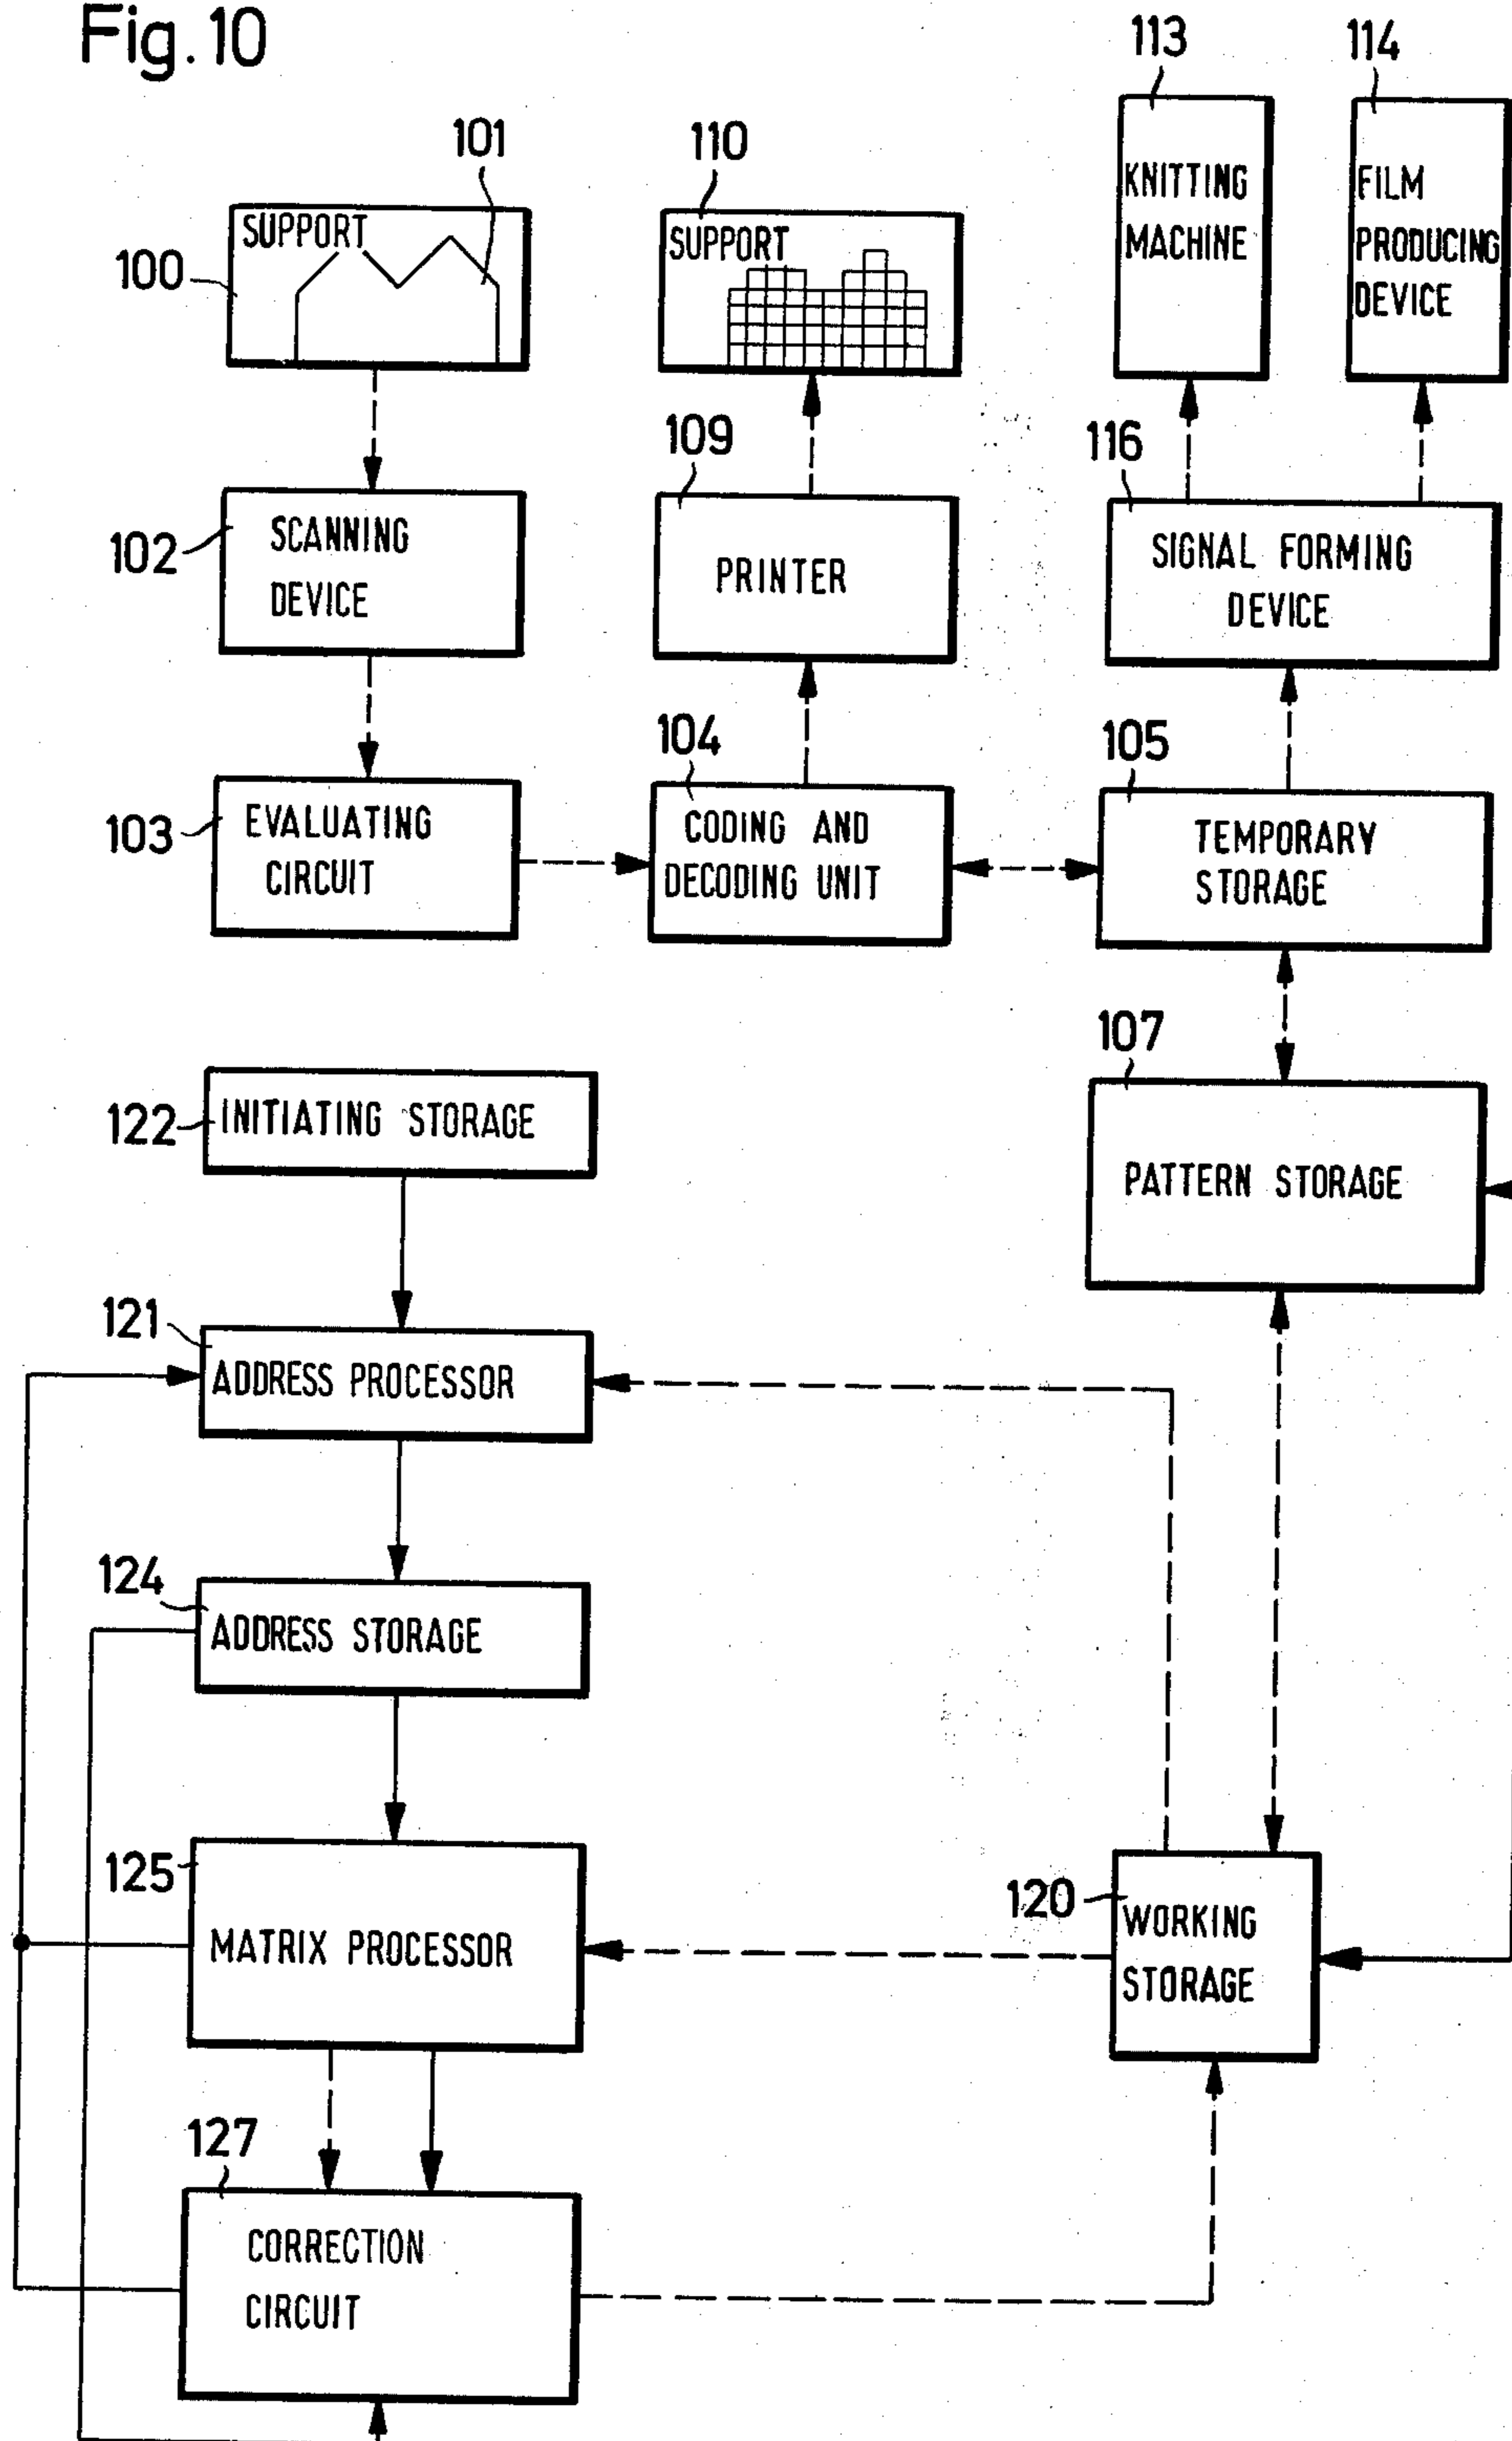 Fig. 10
113
114
101
110
KNITTING
MACHINE
FILM
PRODUCING
DEVICE
SUPPORT
100
SUPPORT
109
116
102
SCANNING
DEVICE
PRINTER
SIGNAL FORMING
DEVICE
104
105
103
EVALUATING
CIRCUIT
CODING AND
DECODING UNIT
TEMPORARY
STORAGE
107
122
INITIATING STORAGE
PATTERN STORAGE
121
ADDRESS PROCESSOR
124
ADDRESS STORAGE
125
MATRIX PROCESSOR
120
WORKING
STORAGE
127
CORRECTION
CIRCUIT